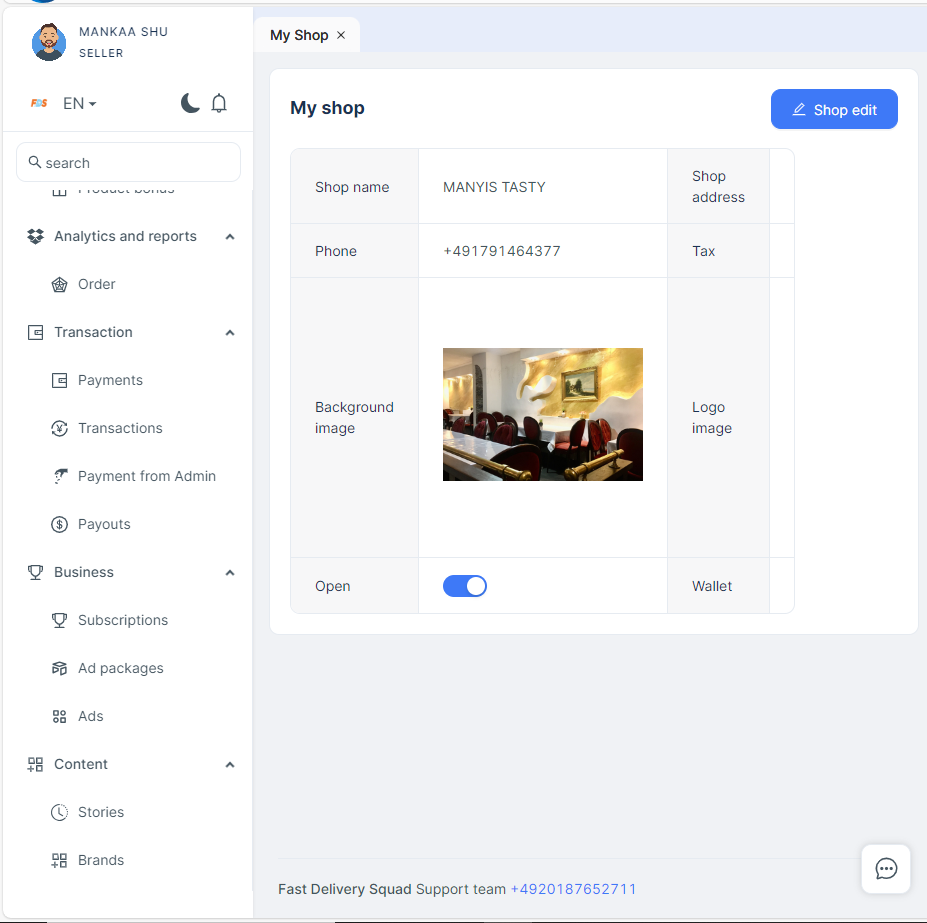 MANKAA SHU
SELLER
FDS
EN
search
Product bonus
Analytics and reports
Order
Transaction
Payments
Transactions
Payment from Admin
Payouts
Business
Subscriptions
Ad packages
Ads
Content
Stories
Brands
My Shop
My shop
Shop edit
Shop name
MANYIS TASTY
Shop
address
Phone
+491791464377
Tax
Background
image
Logo
image
Open
Wallet
Fast Delivery Squad Support team +4920187652711